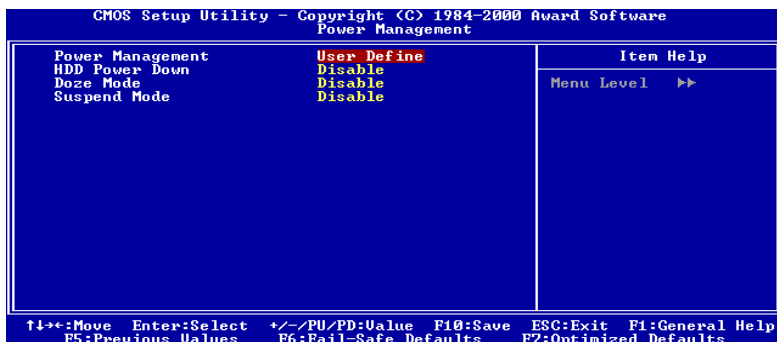 CMOS Setup Utility – Copyright (C) 1984-2000 Award Software
Power Management
Power Management User Define
HDD Power Down Disable
Doze Mode Disable
Suspend Mode Disable
Item Help
Menu Level ▶▶
↑↓→←:Move Enter:Select +/-/PU/PD:Value F10:Save ESC:Exit F1:General Help
F5:Previous Values F6:Fail-Safe Defaults F7:Optimized Defaults